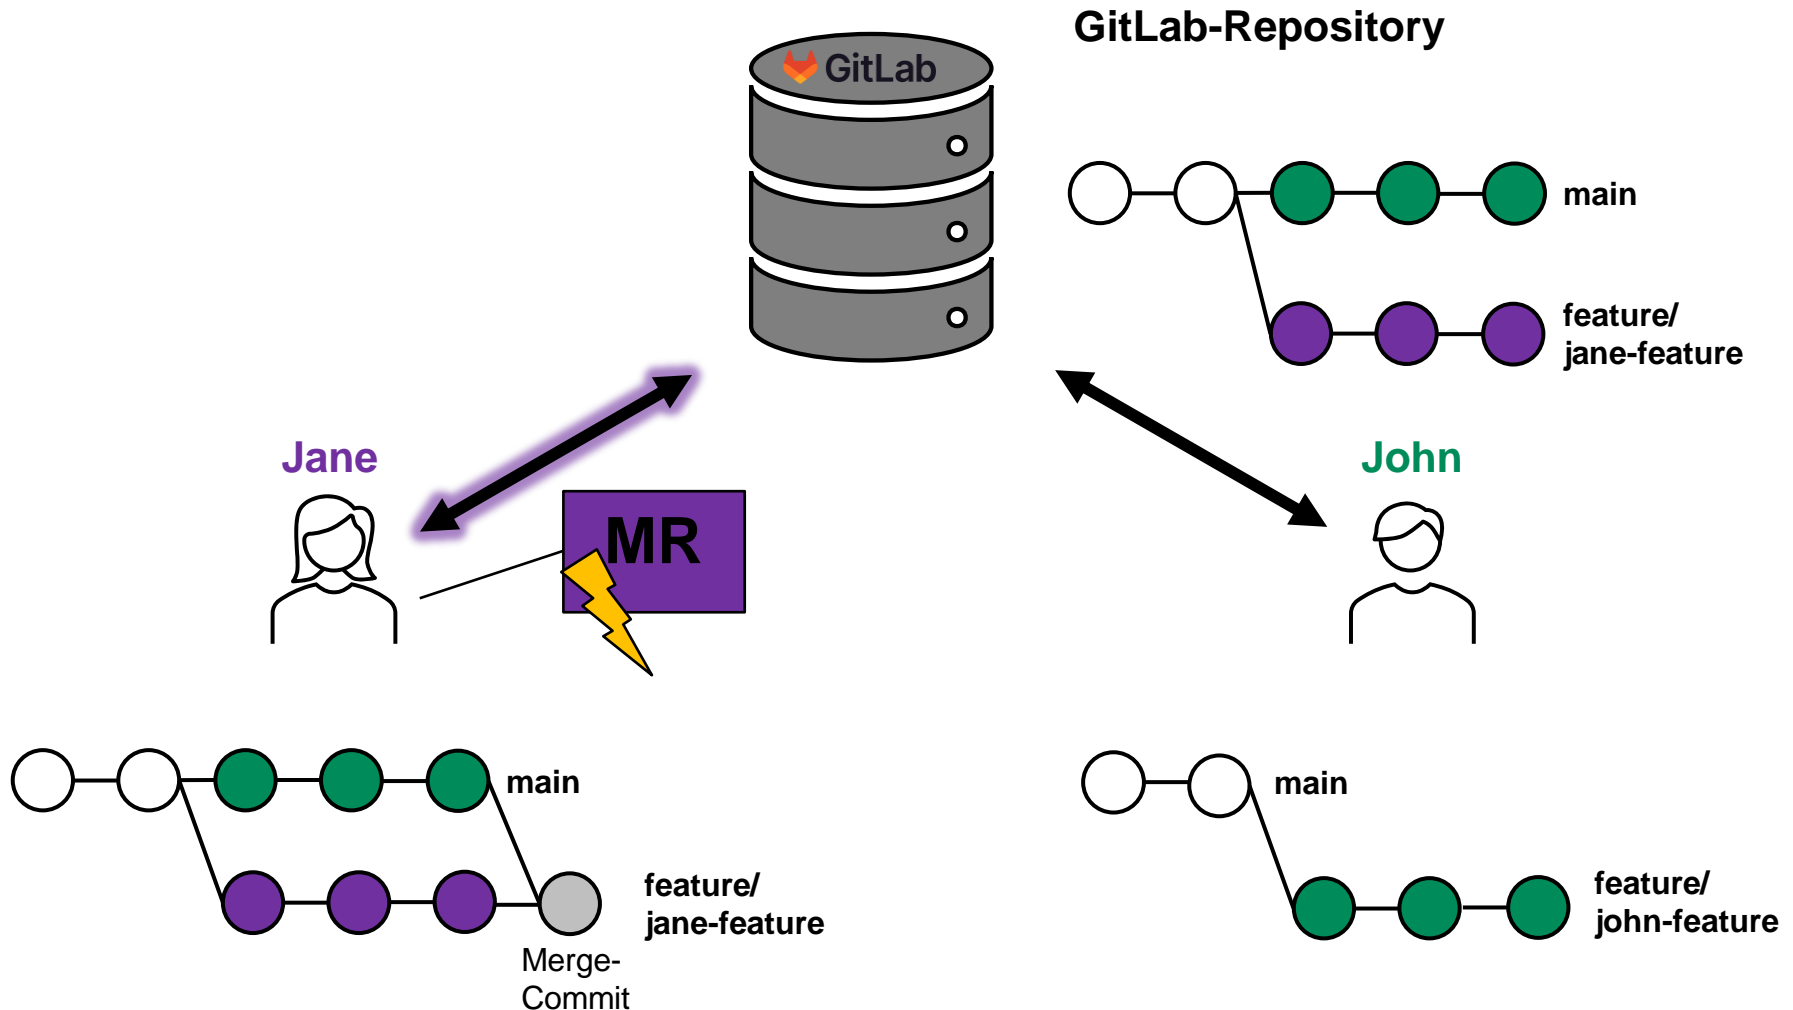 GitLab-Repository
GitLab
main
feature/
jane-feature
Jane
John
MR
main
feature/
jane-feature
Merge-
Commit
main
feature/
john-feature